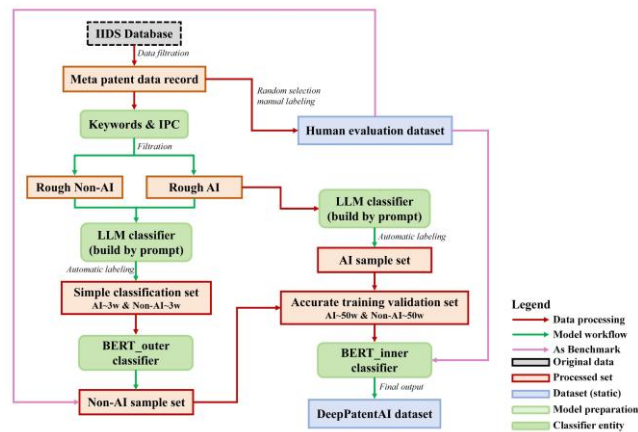 IIDS Database
Data filtration
Meta patent data record
Random selection
manual labeling
Keywords & IPC
Human evaluation dataset
Filtration
Rough Non-AI
Rough AI
LLM classifier
(build by prompt)
LLM classifier
(build by prompt)
Automatic labeling
AI sample set
Automatic labeling
Simple classification set
AI~3w & Non-AI~3w
Accurate training validation set
AI~50w & Non-AI~50w
BERT_outer
classifier
BERT_inner
classifier
Non-AI sample set
Final output
DeepPatentAI dataset
Legend
Data processing
Model workflow
As Benchmark
Original data
Processed set
Dataset (static)
Model preparation
Classifier entity